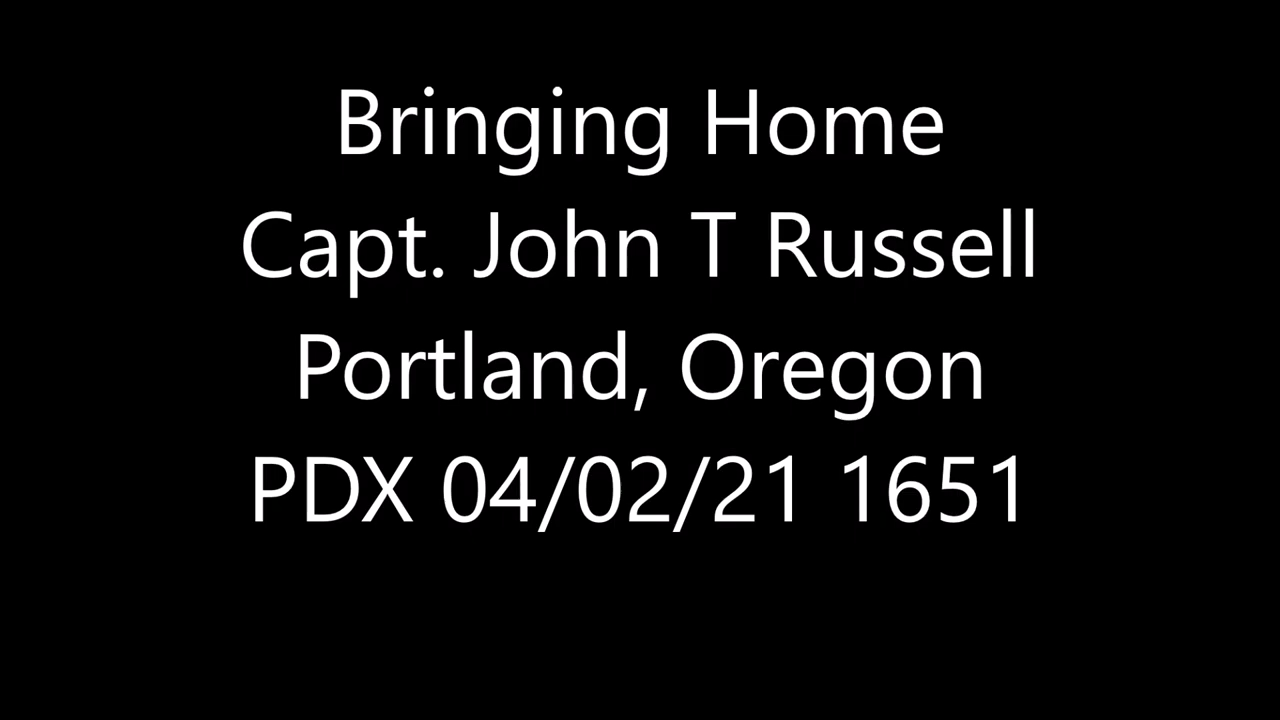 Bringing Home
Capt. John T Russell
Portland, Oregon
PDX 04/02/21 1651